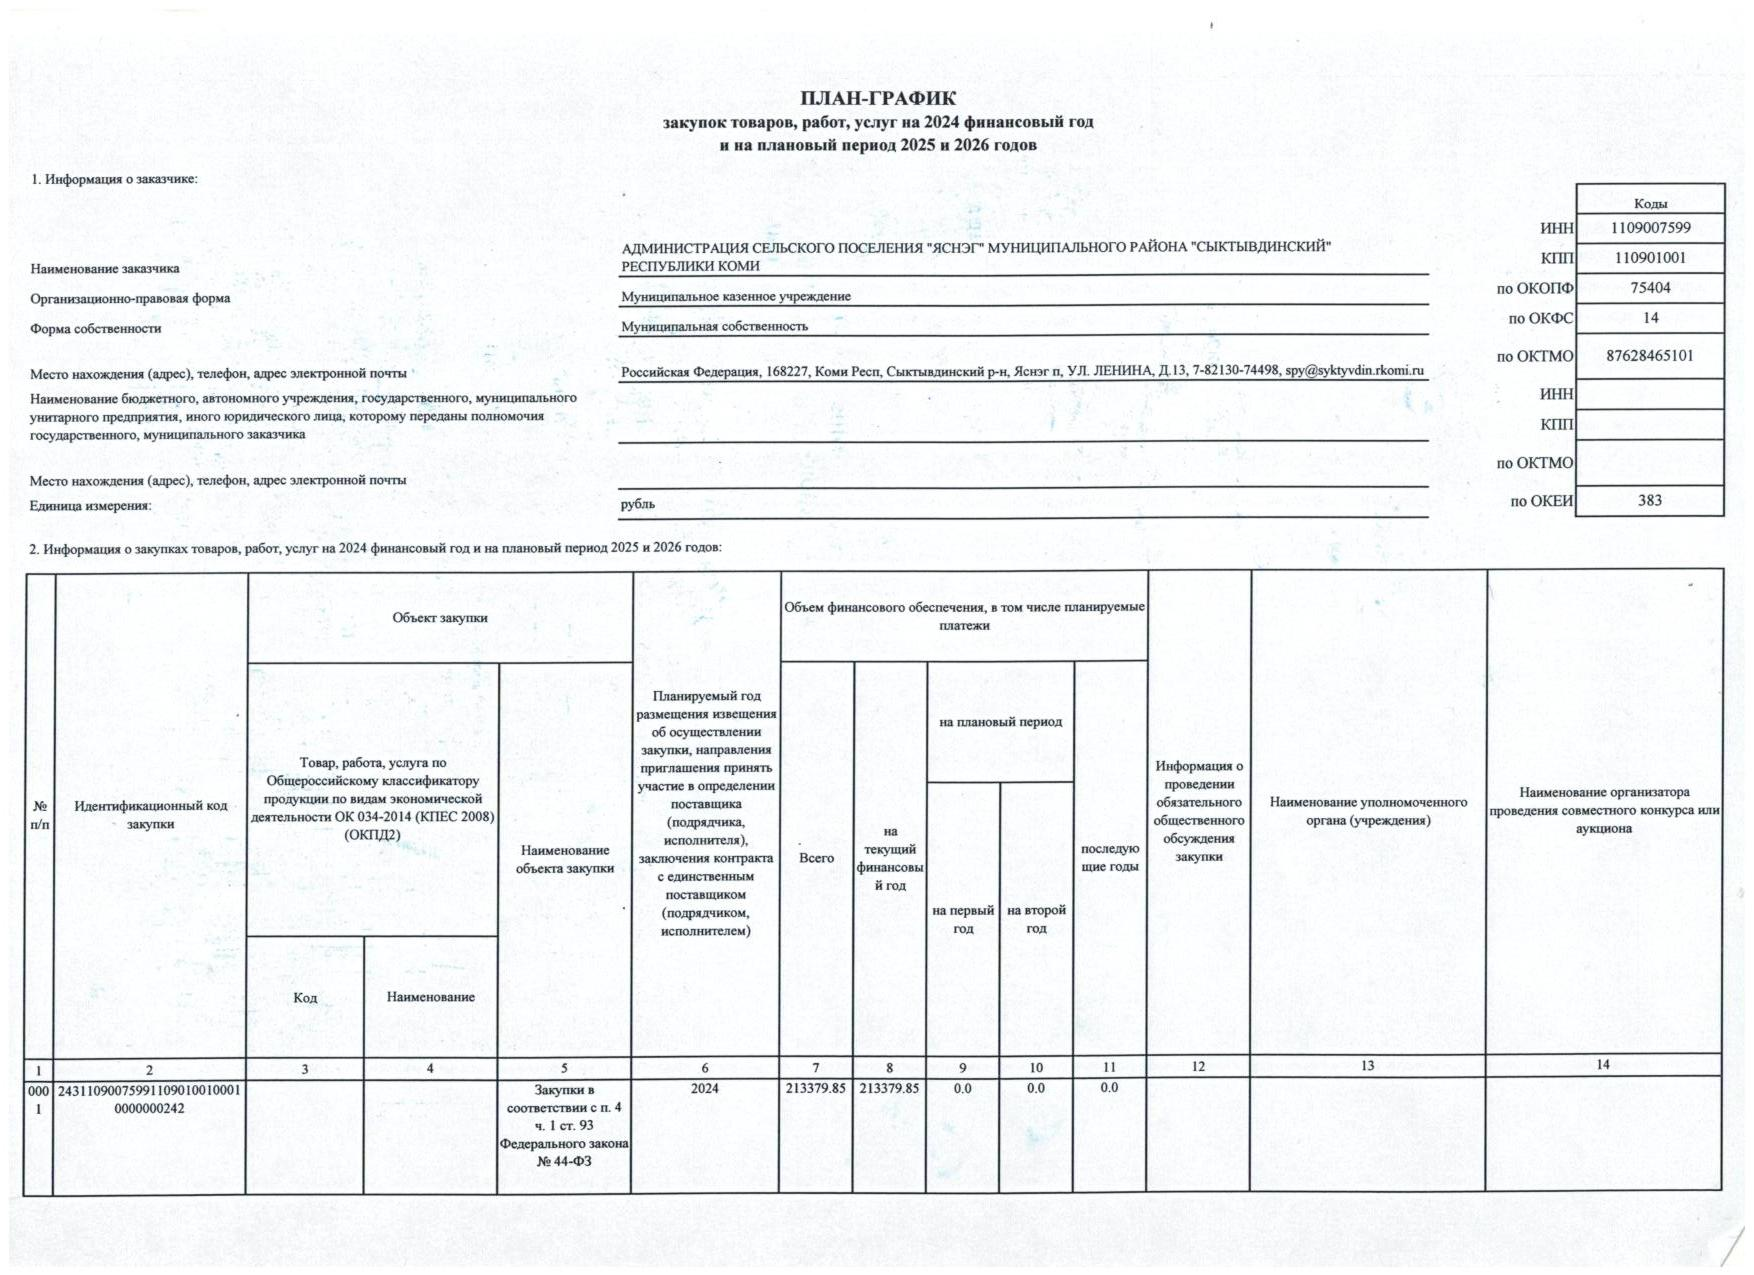 ПЛАН-ГРАФИК
закупок товаров, работ, услуг на 2024 финансовый год
и на плановый период 2025 и 2026 годов
1. Информация о заказчике:
Коды
ИНН 1109007599
Наименование заказчика
АДМИНИСТРАЦИЯ СЕЛЬСКОГО ПОСЕЛЕНИЯ "ЯСНЭГ" МУНИЦИПАЛЬНОГО РАЙОНА "СЫКТЫВДИНСКИЙ"
РЕСПУБЛИКИ КОМИ
КПП 110901001
Организационно-правовая форма
Муниципальное казенное учреждение
по ОКОПФ 75404
Форма собственности
Муниципальная собственность
по ОКФС 14
Место нахождения (адрес), телефон, адрес электронной почты
Российская Федерация, 168227, Коми Респ, Сыктывдинский р-н, Яснэг п, УЛ. ЛЕНИНА, Д.13, 7-82130-74498, spy@syktyvdin.rkomi.ru
по ОКТМО 87628465101
Наименование бюджетного, автономного учреждения, государственного, муниципального
унитарного предприятия, иного юридического лица, которому переданы полномочия
государственного, муниципального заказчика
ИНН
КПП
Место нахождения (адрес), телефон, адрес электронной почты
по ОКТМО
Единица измерения:
рубль
по ОКЕИ 383
2. Информация о закупках товаров, работ, услуг на 2024 финансовый год и на плановый период 2025 и 2026 годов:
№
п/п
Идентификационный код
закупки
Объект закупки
Товар, работа, услуга по
Общероссийскому классификатору
продукции по видам экономической
деятельности ОК 034-2014 (КПЕС 2008)
(ОКПД2)
Код
Наименование
Наименование
объекта закупки
Планируемый год
размещения извещения
об осуществлении
закупки, направления
приглашения принять
участие в определении
поставщика
(подрядчика,
исполнителя),
заключения контракта
с единственным
поставщиком
(подрядчиком,
исполнителем)
Объем финансового обеспечения, в том числе планируемые
платежи
Всего
на
текущий
финансовы
й год
на плановый период
на первый
год
на второй
год
последую
щие годы
Информация о
проведении
обязательного
общественного
обсуждения
закупки
Наименование уполномоченного
органа (учреждения)
Наименование организатора
проведения совместного конкурса или
аукциона
1 2 3 4 5 6 7 8 9 10 11 12 13 14
000
1
24311090075991109010010001
0000000242
Закупки в
соответствии с п. 4
ч. 1 ст. 93
Федерального закона
№ 44-ФЗ
2024
213379.85
213379.85
0.0
0.0
0.0